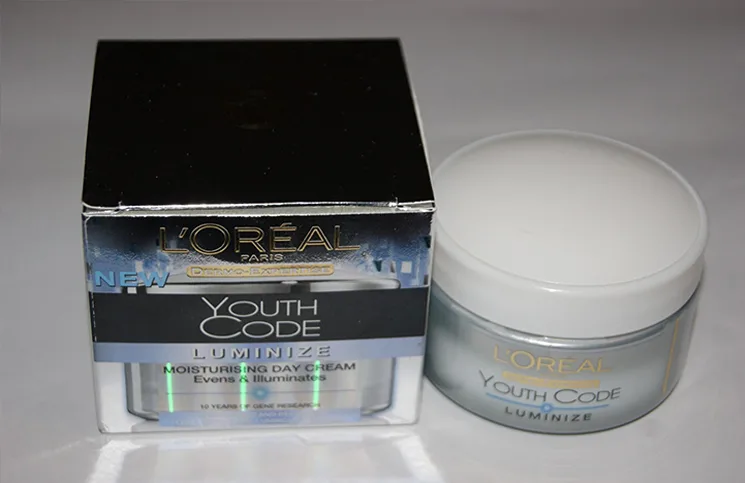 L'ORÉAL
PARIS
DERMO-EXPERTISE
NEW
YOUTH
CODE
LUMINIZE
MOISTURISING DAY CREAM
Evens & Illuminates
10 YEARS OF GENE RESEARCH
L'ORÉAL
YOUTH CODE
LUMINIZE